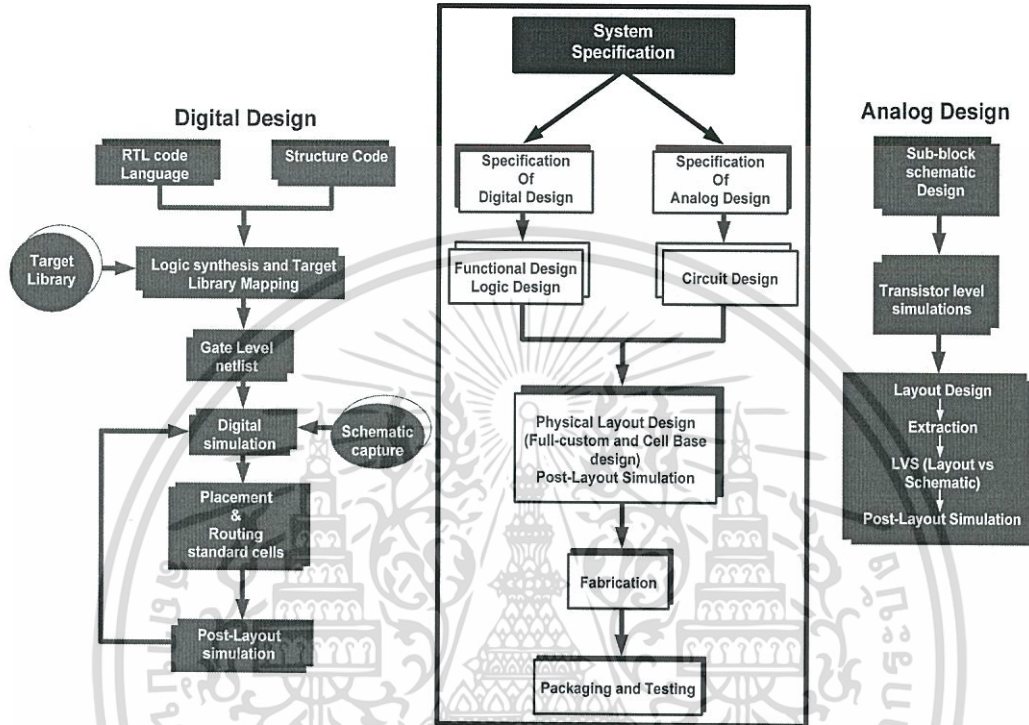 System
Specification
Digital Design
RTL code
Language
Structure Code
Target
Library
Logic synthesis and Target
Library Mapping
Gate Level
netlist
Digital
simulation
Schematic
capture
Placement
&
Routing
standard cells
Post-Layout
simulation
Specification
Of
Digital Design
Specification
Of
Analog Design
Functional Design
Logic Design
Circuit Design
Physical Layout Design
(Full-custom and Cell Base
design)
Post-Layout Simulation
Fabrication
Packaging and Testing
Analog Design
Sub-block
schematic
Design
Transistor level
simulations
Layout Design
Extraction
LVS (Layout vs
Schematic)
Post-Layout Simulation